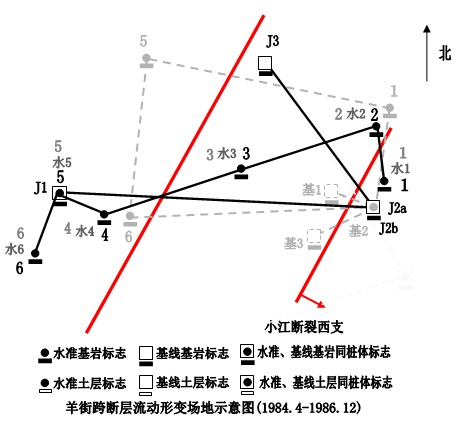 5
J3
北
1
2 水2
2
5
水5
5
J1
3 水3
3
1
水1
1
基1
J2a
4
水4
4
6
基2
J2b
基3
6
水6
6
小江断裂西支
水准基岩标志
基线基岩标志
水准、基线基岩同桩体标志
水准土层标志
基线土层标志
水准、基线土层同桩体标志
羊街跨断层流动形变场地示意图(1984.4-1986.12)